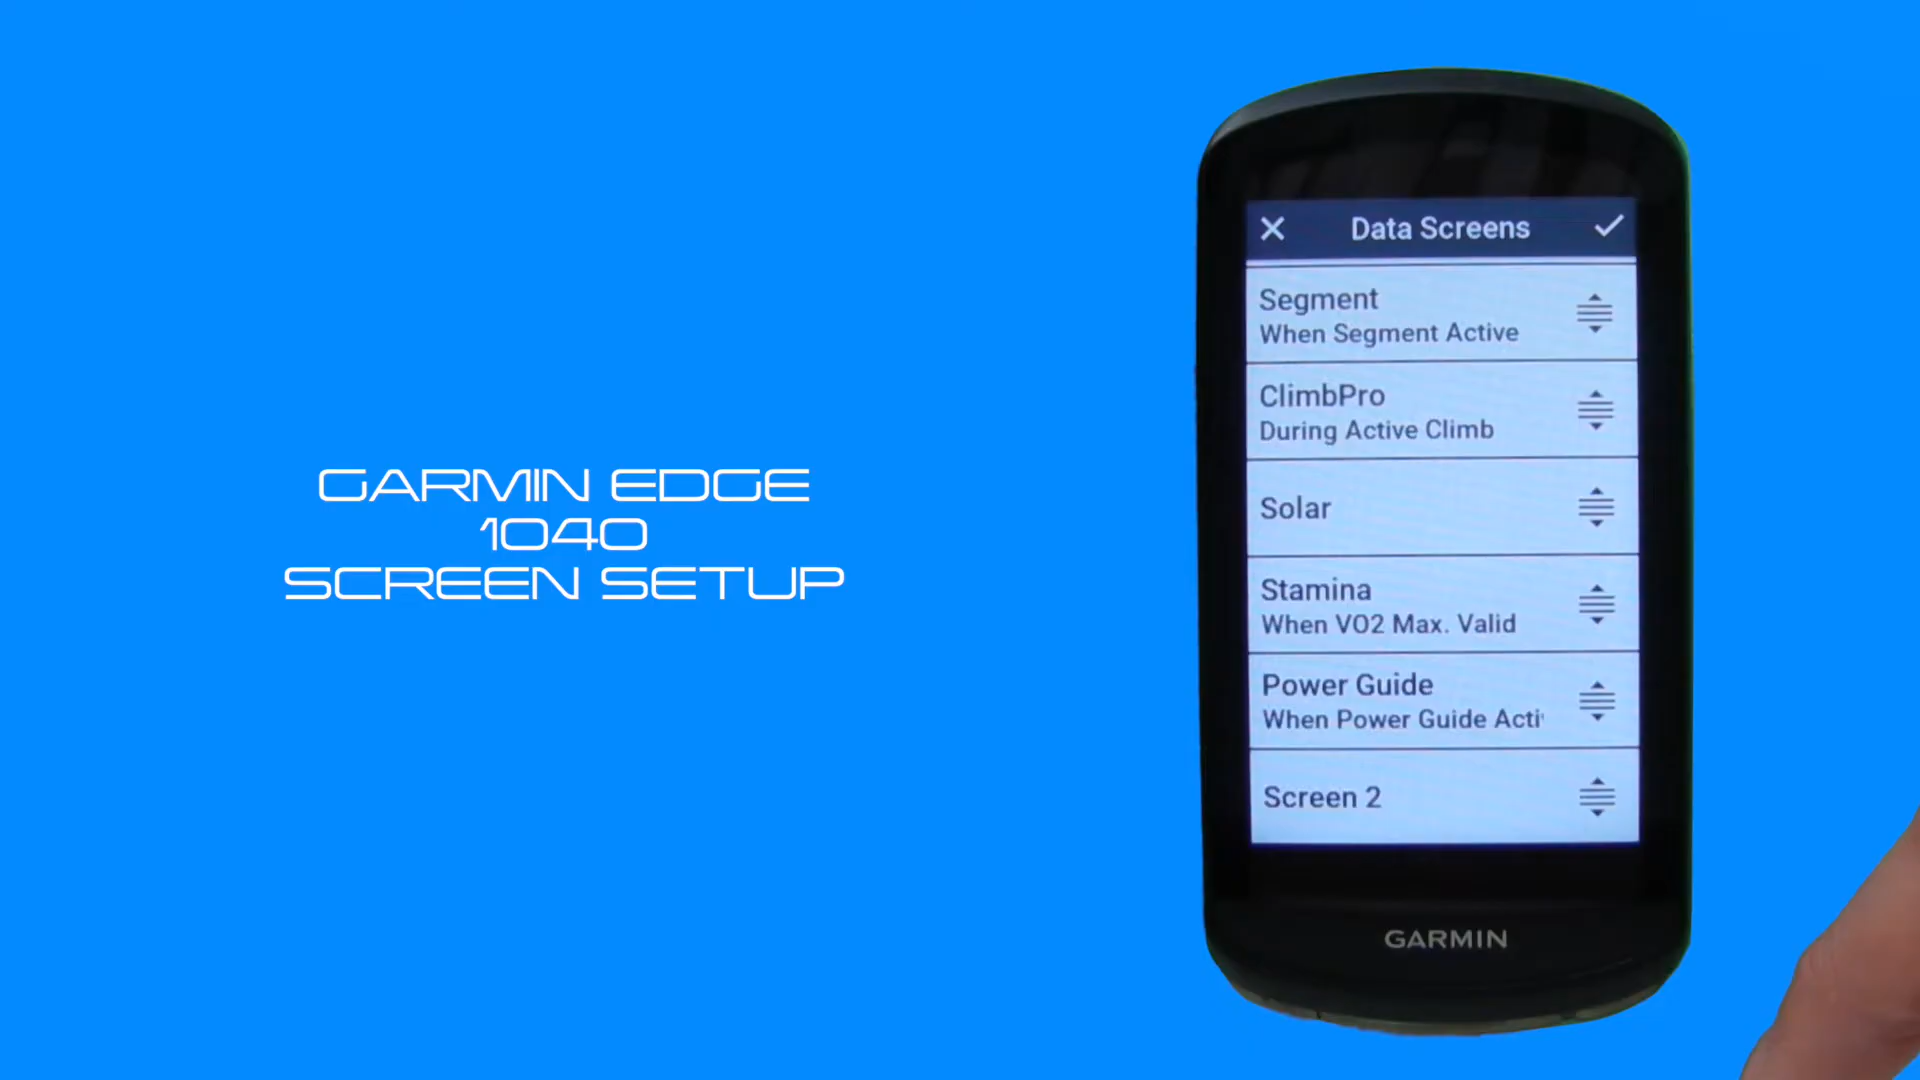 GARMIN EDGE
1040
SCREEN SETUP
Data Screens
Segment
When Segment Active
ClimbPro
During Active Climb
Solar
Stamina
When VO2 Max. Valid
Power Guide
When Power Guide Acti
Screen 2
GARMIN